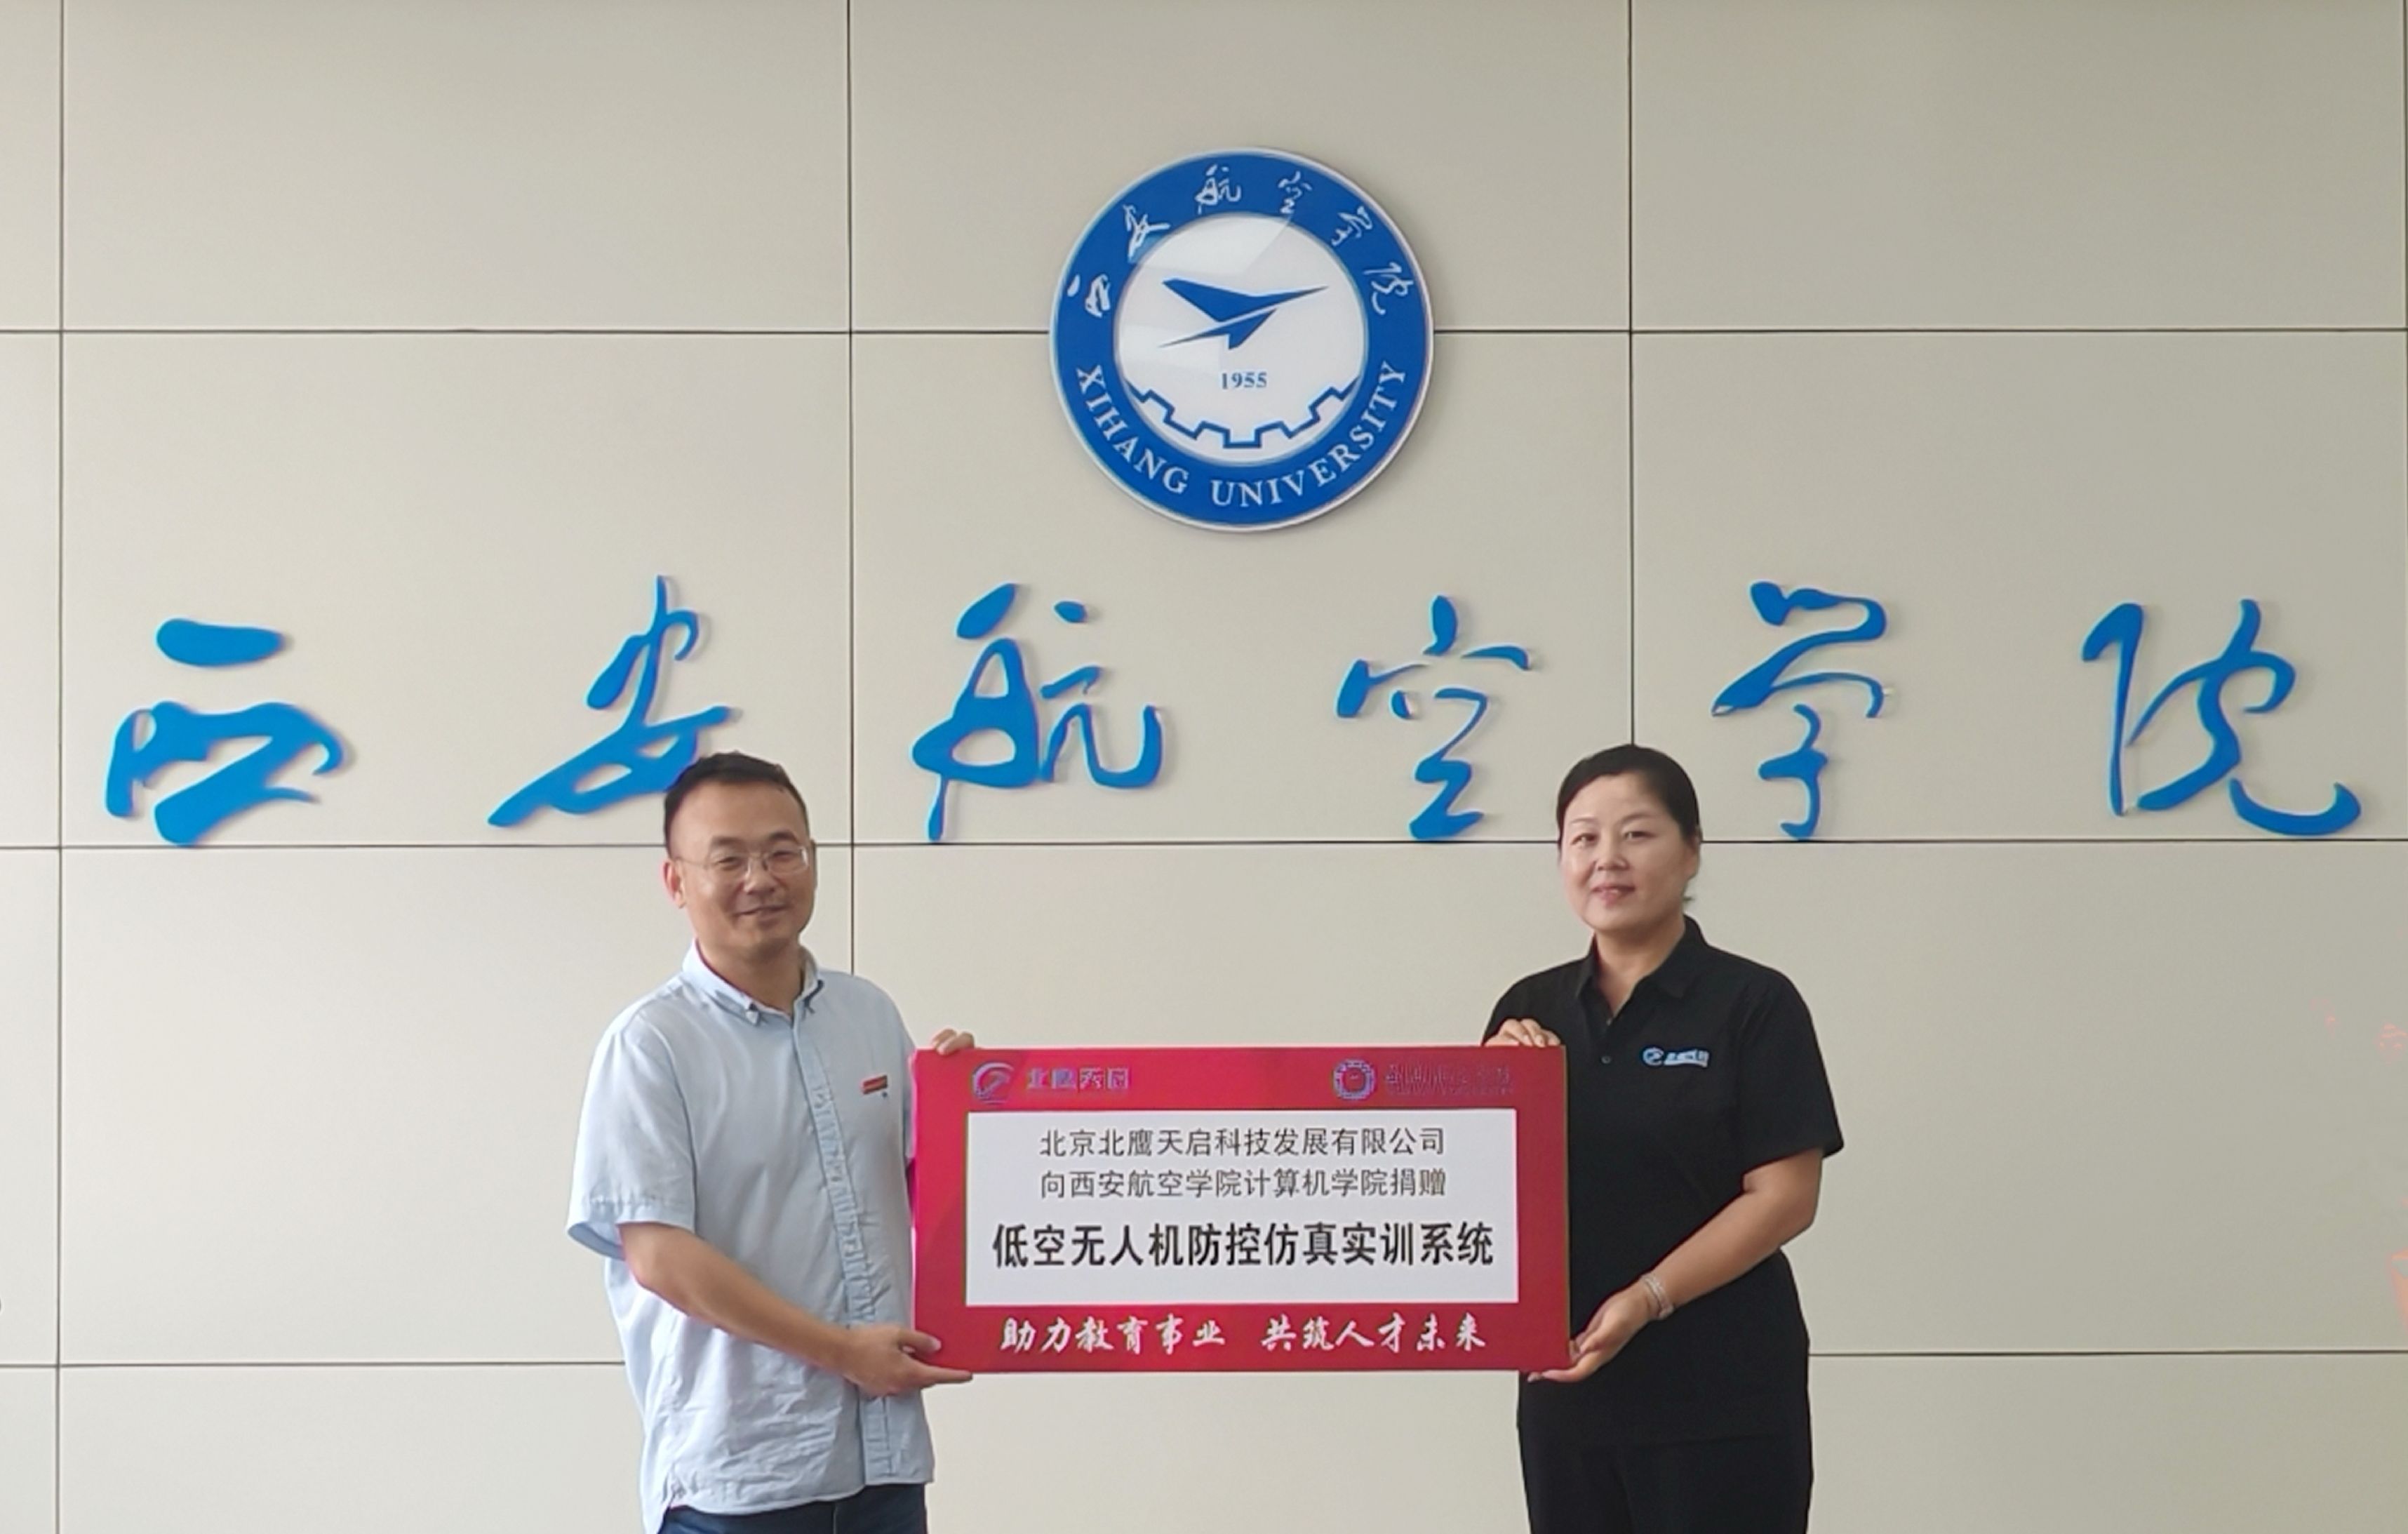 西安航空学院
1955
XIHANG UNIVERSITY
西安航空学院
北鹰天启
北京北鹰天启科技发展有限公司
向西安航空学院计算机学院捐赠
低空无人机防控仿真实训系统
助力教育事业 共筑人才未来